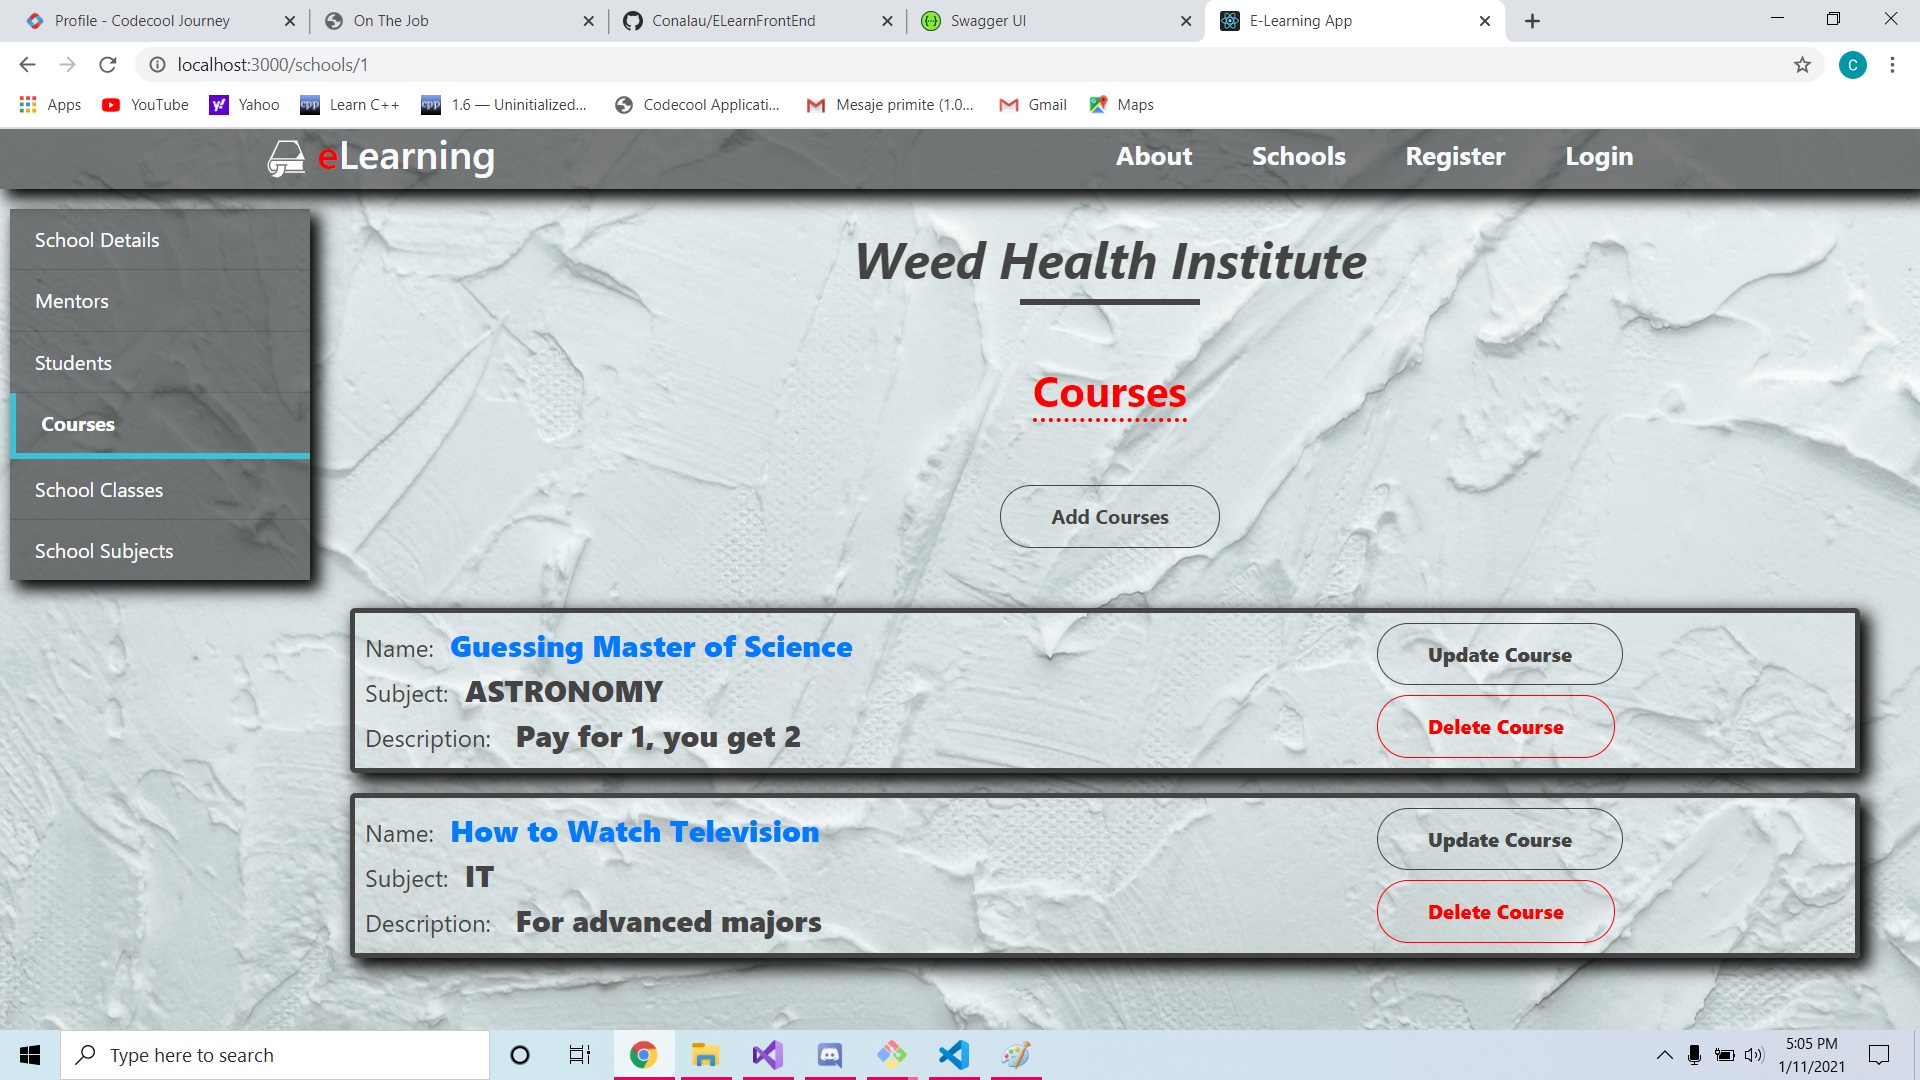 Profile - Codecool Journey
On The Job
Conalau/ELearnFrontEnd
Swagger UI
E-Learning App
localhost:3000/schools/1
C
Apps
YouTube
Yahoo
Learn C++
1.6 — Uninitialized...
Codecool Applicati...
Mesaje primite (1.0...
Gmail
Maps
eLearning
About
Schools
Register
Login
School Details
Mentors
Students
Courses
School Classes
School Subjects
Weed Health Institute
Courses
Add Courses
Name: Guessing Master of Science
Subject: ASTRONOMY
Description: Pay for 1, you get 2
Update Course
Delete Course
Name: How to Watch Television
Subject: IT
Description: For advanced majors
Update Course
Delete Course
Type here to search
5:05 PM
1/11/2021